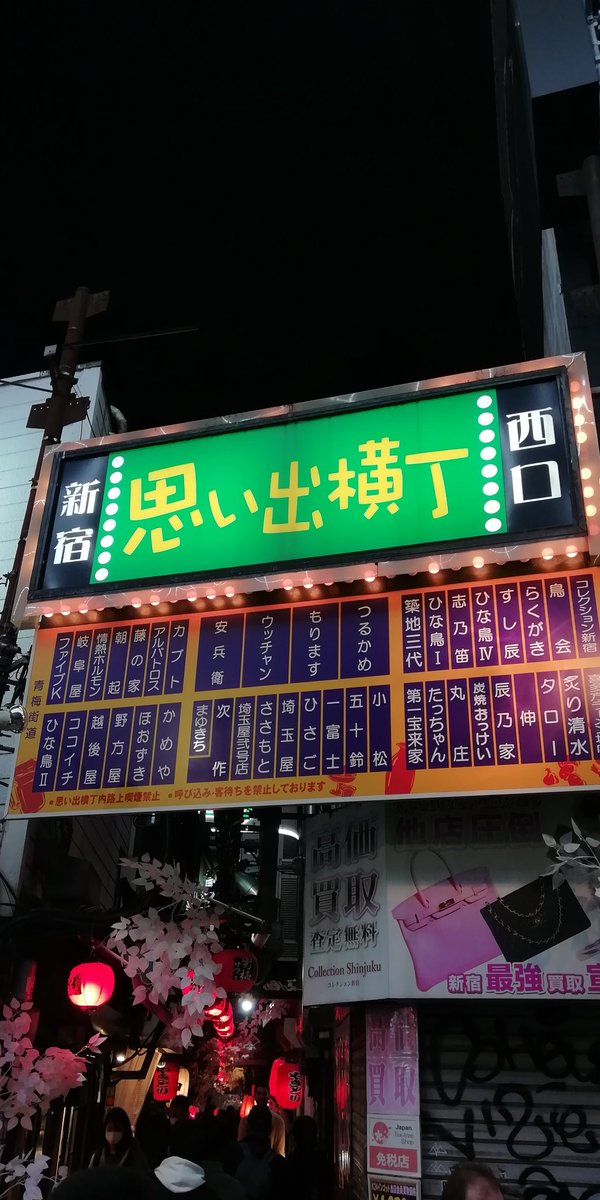 新宿
思い出横丁
西口
カブト
アルバトロス
藤の家
朝起
情熱ホルモン
岐阜屋
ファイブK
青梅街道
かめや
ほおずき
野方屋
越後屋
ココイチ
ひな鳥Ⅱ
つるかめ
もります
ウッチャン
安兵衛
小松
五十鈴
一富士
ひさご
埼玉屋
ささもと
埼玉屋弐号店
次作
まゆきち
コレクション新宿
鳥会
らくがき
すし辰
ひな鳥Ⅳ
志乃笛
ひな鳥Ⅰ
築地三代
炙り清水
タロー
伸
辰乃家
炭焼おっけい
丸庄
たっちゃん
第一宝来家
●思い出横丁内路上喫煙禁止 ●呼び込み・客待ちを禁止しております
高価
買取
査定無料
Collection Shinjuku
コレクション新宿
他店圧倒
新宿最強買取宣
高価買取
Japan
Tax-free
Shop
免税店